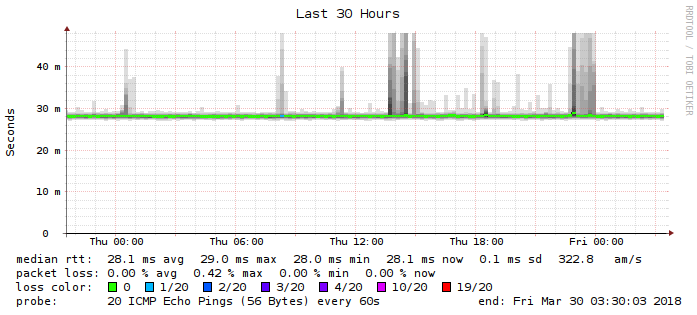 Last 30 Hours
RRDTOOL / TOBI OETIKER
Seconds
40 m
30 m
20 m
10 m
0
Thu 00:00 Thu 06:00 Thu 12:00 Thu 18:00 Fri 00:00
median rtt: 28.1 ms avg 29.0 ms max 28.0 ms min 28.1 ms now 0.1 ms sd 322.8 am/s
packet loss: 0.00 % avg 0.42 % max 0.00 % min 0.00 % now
loss color: 0 1/20 2/20 3/20 4/20 10/20 19/20
probe: 20 ICMP Echo Pings (56 Bytes) every 60s end: Fri Mar 30 03:30:03 2018